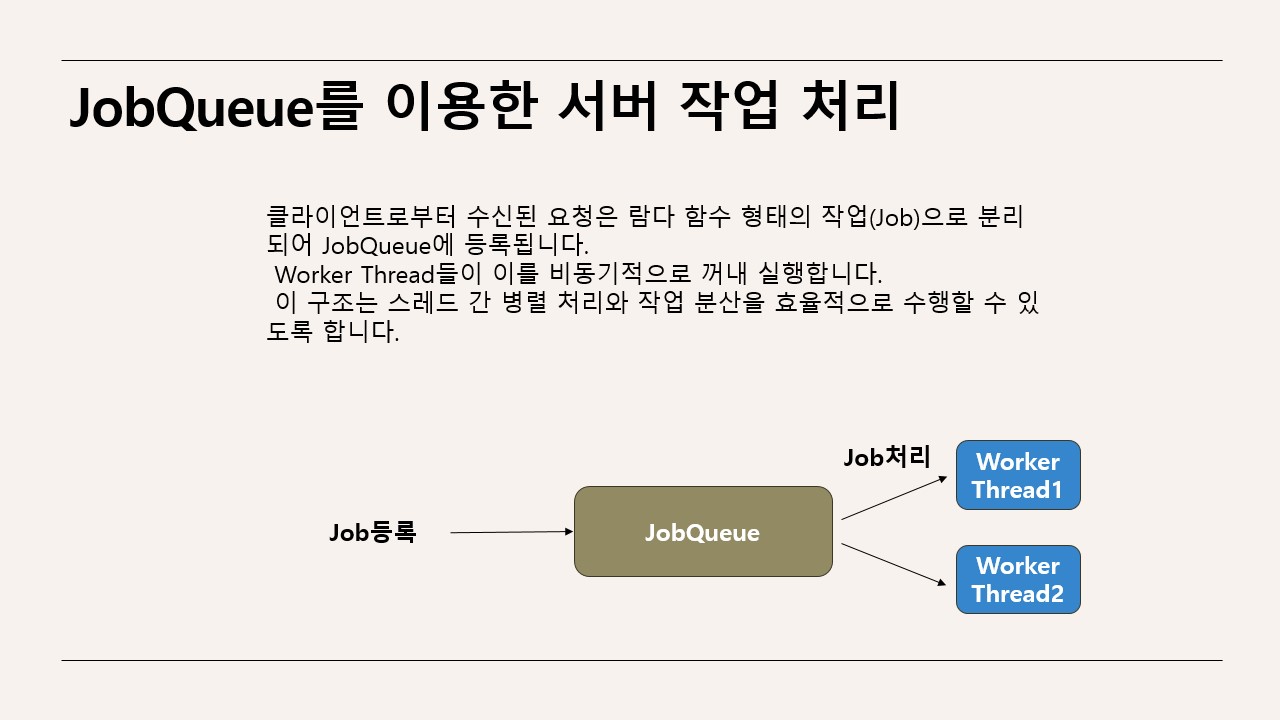 JobQueue를 이용한 서버 작업 처리
클라이언트로부터 수신된 요청은 람다 함수 형태의 작업(Job)으로 분리
되어 JobQueue에 등록됩니다.
Worker Thread들이 이를 비동기적으로 꺼내 실행합니다.
이 구조는 스레드 간 병렬 처리와 작업 분산을 효율적으로 수행할 수 있
도록 합니다.
Job등록
JobQueue
Job처리
Worker
Thread1
Worker
Thread2